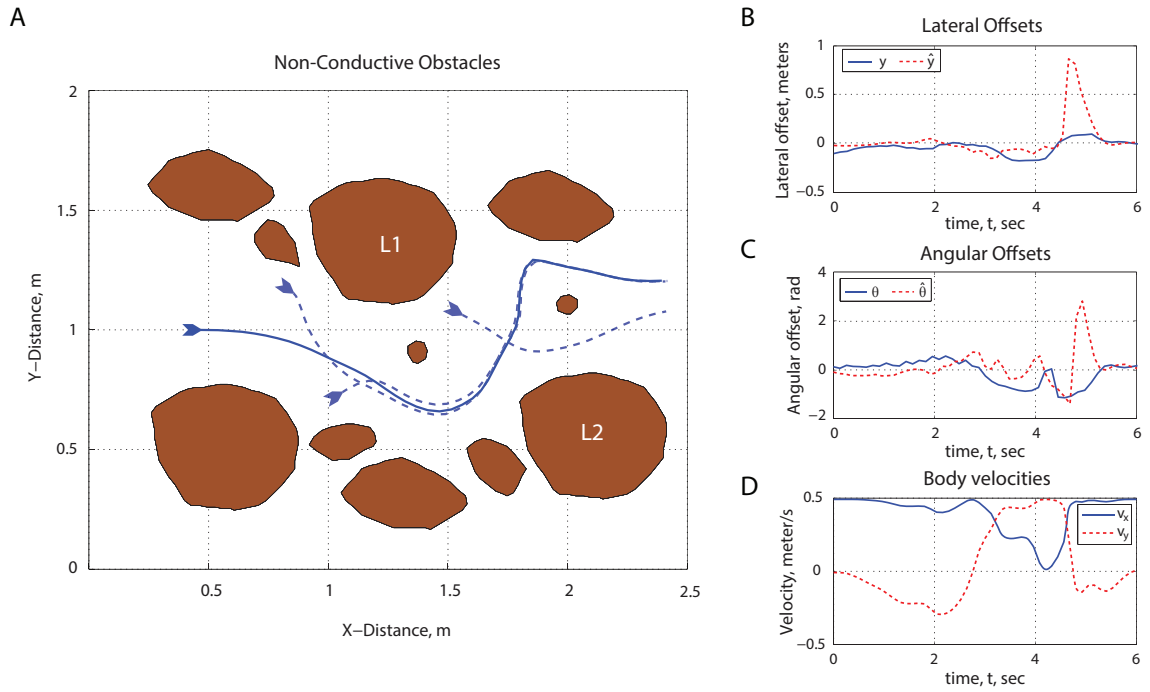 A
Non-Conductive Obstacles
Y−Distance, m
2
1.5
1
0.5
0
L1
L2
0.5
1
1.5
2
2.5
X−Distance, m
B
Lateral Offsets
Lateral offset, meters
1
0.5
0
−0.5
y
ŷ
0
2
4
6
time, t, sec
C
Angular Offsets
Angular offset, rad
4
2
0
−2
θ
θ̂
0
2
4
6
time, t, sec
D
Body velocities
Velocity, meter/s
0.5
0
−0.5
v_x
v_y
0
2
4
6
time, t, sec